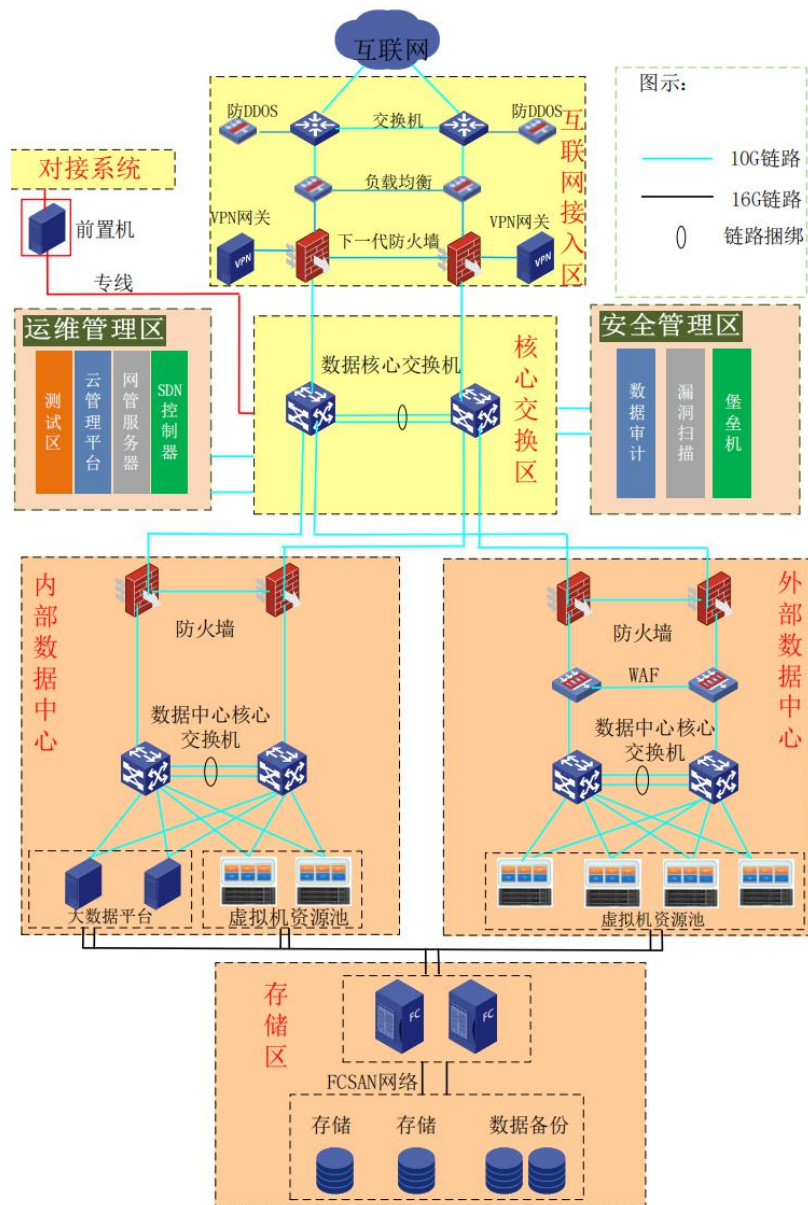 互联网
防DDOS
交换机
防DDOS
负载均衡
VPN网关
下一代防火墙
VPN网关
VPN
VPN
互联网接入区
图示：
10G链路
16G链路
链路捆绑
对接系统
前置机
专线
运维管理区
测试区
云管理平台
网管服务器
SDN控制器
数据核心交换机
核心交换区
安全管理区
数据审计
漏洞扫描
堡垒机
内部数据中心
防火墙
数据中心核心
交换机
大数据平台
虚拟机资源池
外部数据中心
防火墙
WAF
数据中心核心
交换机
虚拟机资源池
存储区
FC
FC
FCSAN网络
存储
存储
数据备份